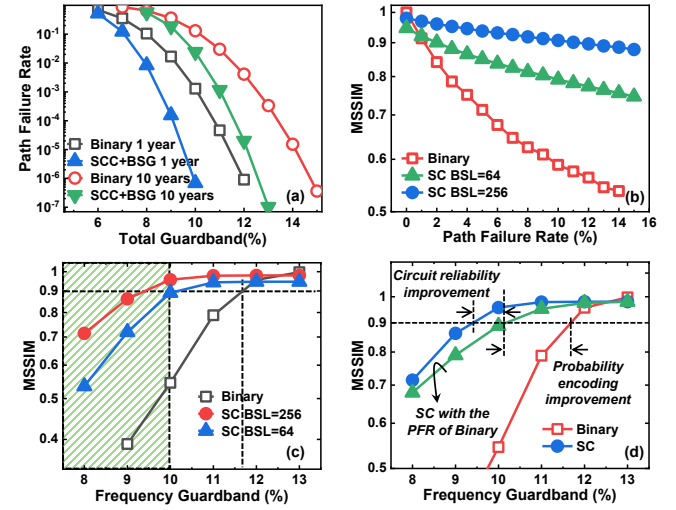 10⁰
10⁻¹
10⁻²
10⁻³
10⁻⁴
10⁻⁵
10⁻⁶
10⁻⁷
Path Failure Rate
Binary 1 year
SCC+BSG 1 year
Binary 10 years
SCC+BSG 10 years
(a)
6 8 10 12 14
Total Guardband(%)
1
0.9
0.8
0.7
0.6
0.5
MSSIM
Binary
SC BSL=64
SC BSL=256
(b)
0 2 4 6 8 10 12 14 16
Path Failure Rate (%)
1
0.9
0.8
0.7
0.6
0.5
0.4
MSSIM
Binary
SC BSL=256
SC BSL=64
(c)
8 9 10 11 12 13
Frequency Guardband (%)
1
0.9
0.8
0.7
0.6
0.5
MSSIM
Circuit reliability
improvement
Probability
encoding
improvement
SC with the
PFR of Binary
Binary
SC
(d)
8 9 10 11 12 13
Frequency Guardband (%)